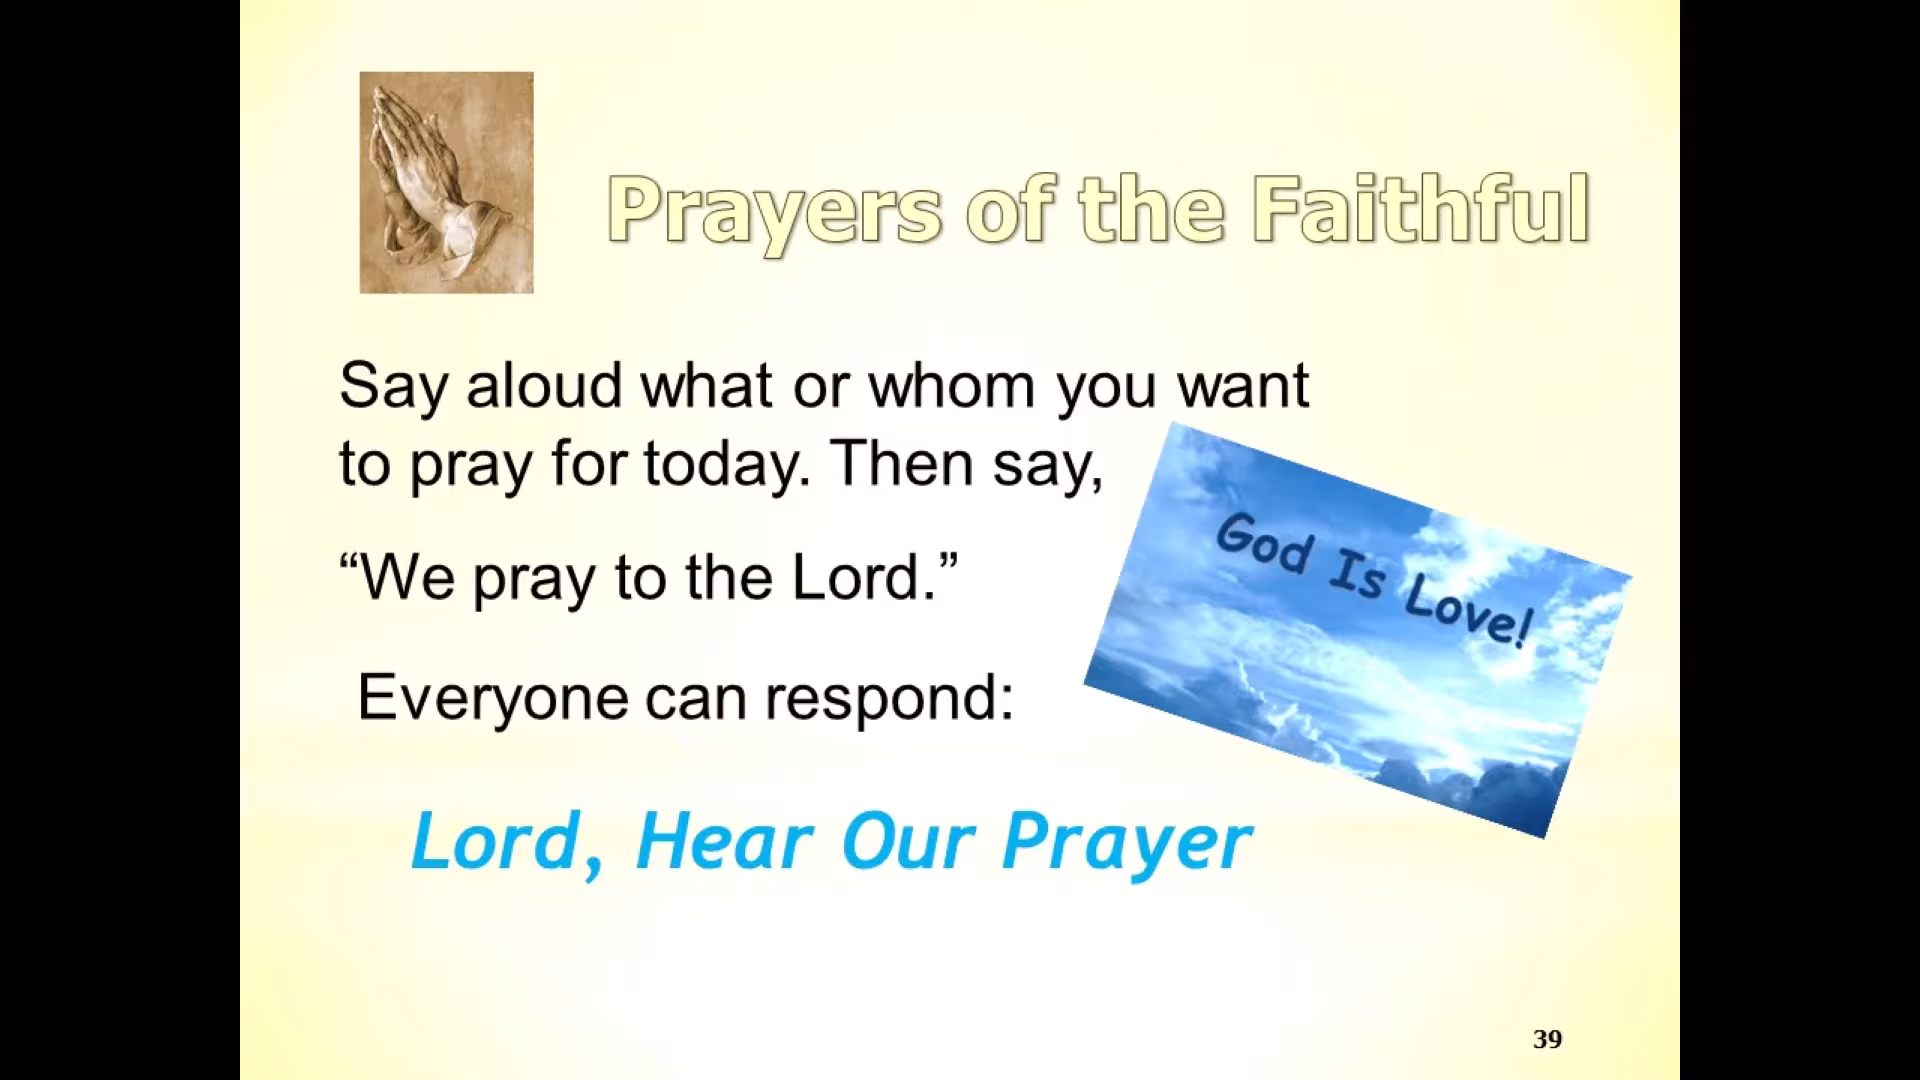 Prayers of the Faithful
Say aloud what or whom you want
to pray for today. Then say,
“We pray to the Lord.”
Everyone can respond:
Lord, Hear Our Prayer
God Is Love!
39